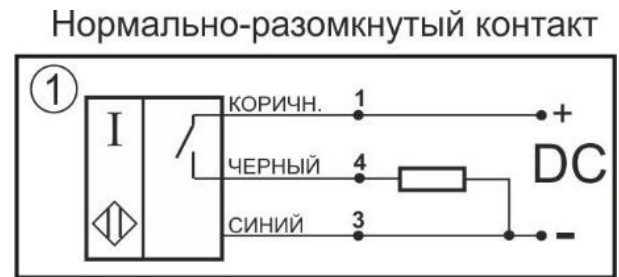 Нормально-разомкнутый контакт
1
КОРИЧН. 1 +
I
ЧЕРНЫЙ 4 DC
СИНИЙ 3 -